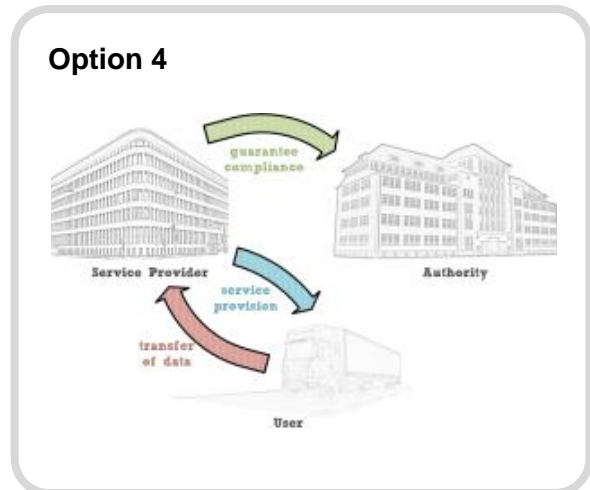 Option 4
guarantee
compliance
Service Provider
Authority
service
provision
transfer
of data
User